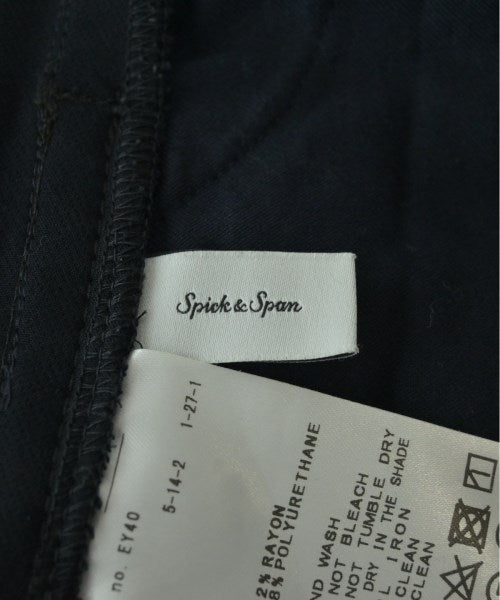 Spick & Span
1-27-1
5-14-2
no. EY40
2% RAYON
8% POLYURETHANE
ND WASH
NOT BLEACH
NOT TUMBLE DRY
DRY IN THE SHADE
L IRON
CLEAN
CLEAN